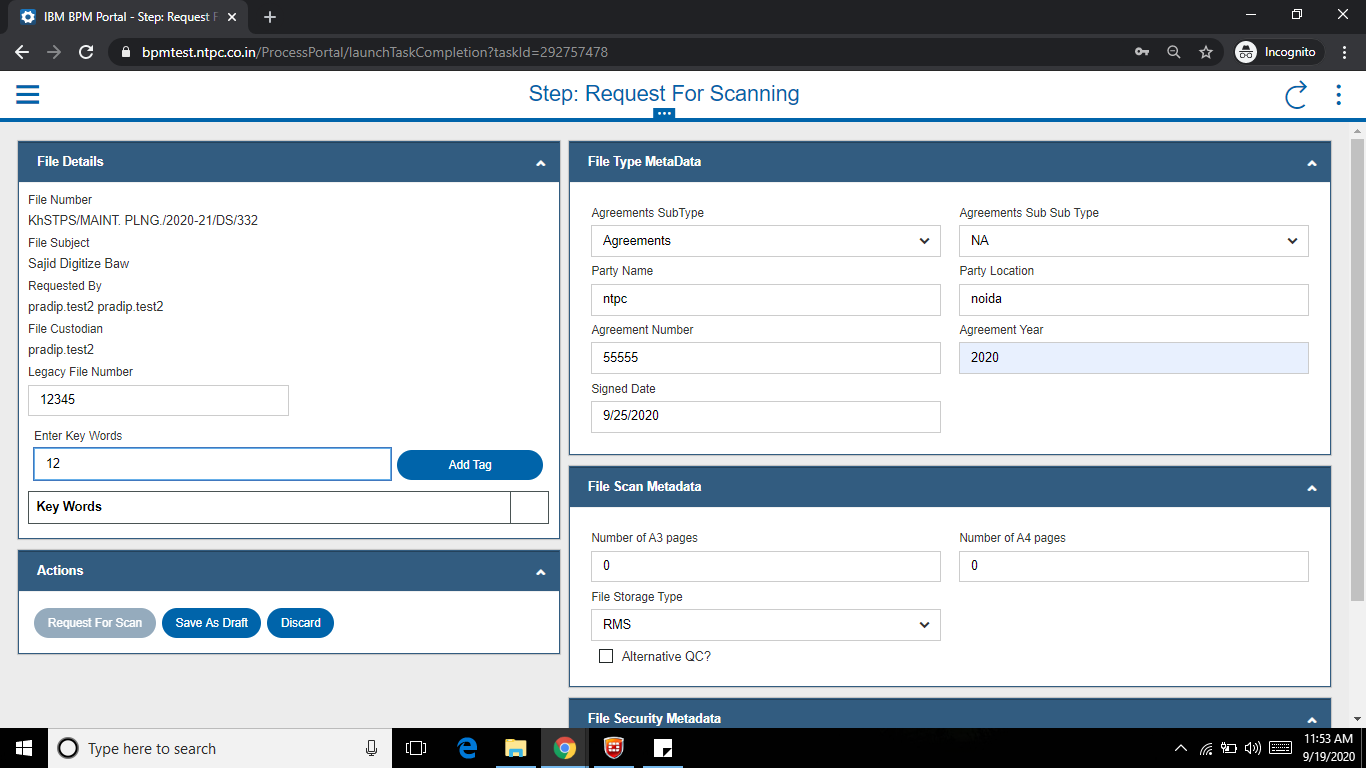 IBM BPM Portal - Step: Request F
bpmtest.ntpc.co.in/ProcessPortal/launchTaskCompletion?taskId=292757478
Incognito
Step: Request For Scanning
File Details
File Number
KhSTPS/MAINT. PLNG./2020-21/DS/332
File Subject
Sajid Digitize Baw
Requested By
pradip.test2 pradip.test2
File Custodian
pradip.test2
Legacy File Number
12345
Enter Key Words
12
Add Tag
Key Words
Actions
Request For Scan
Save As Draft
Discard
File Type MetaData
Agreements SubType
Agreements Sub Sub Type
Agreements
NA
Party Name
Party Location
ntpc
noida
Agreement Number
Agreement Year
55555
2020
Signed Date
9/25/2020
File Scan Metadata
Number of A3 pages
Number of A4 pages
0
0
File Storage Type
RMS
Alternative QC?
File Security Metadata
Type here to search
11:53 AM
9/19/2020